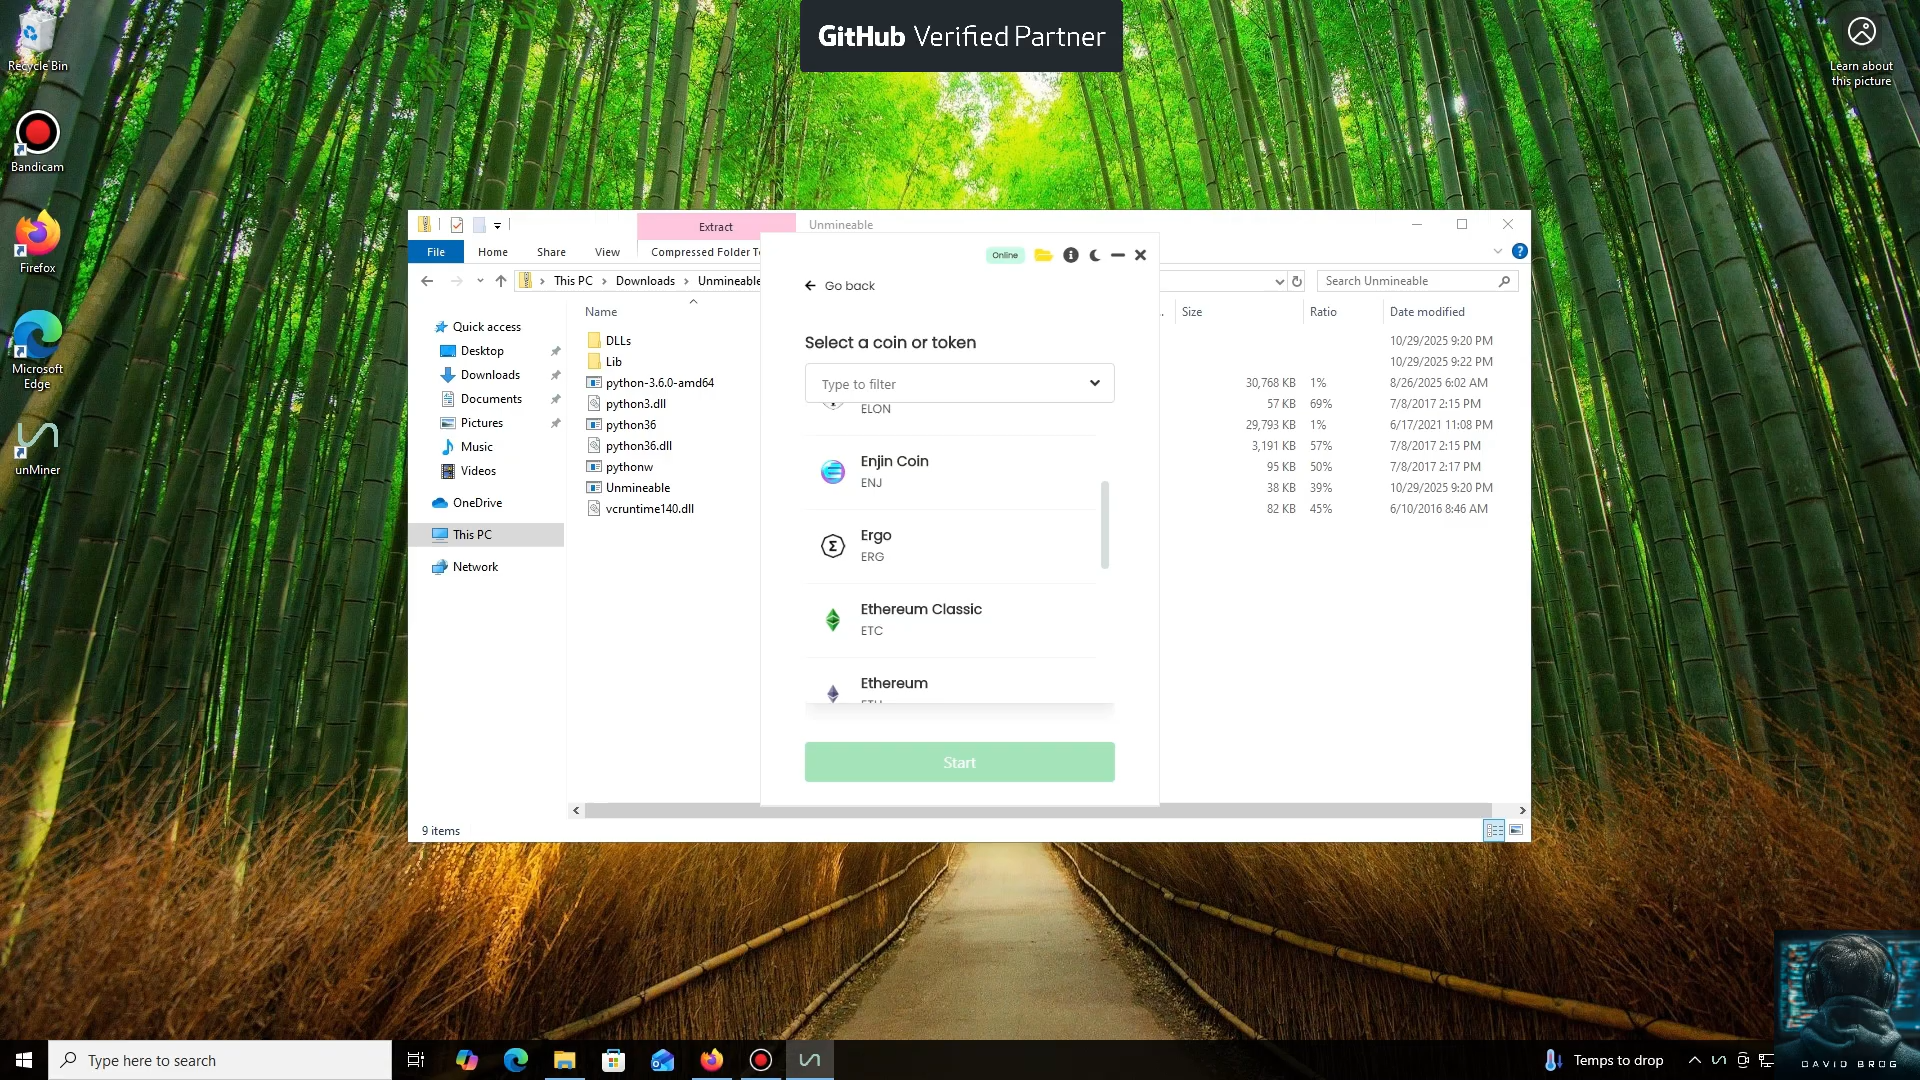 GitHub Verified Partner
Recycle Bin
Bandicam
Firefox
Microsoft
Edge
unMiner
Learn about
this picture
Extract
Unmineable
File
Home
Share
View
Compressed Folder To
This PC
Downloads
Unmineable
Search Unmineable
Quick access
Desktop
Downloads
Documents
Pictures
Music
Videos
OneDrive
This PC
Network
Name
Size
Ratio
Date modified
DLLs 10/29/2025 9:20 PM
Lib 10/29/2025 9:22 PM
python-3.6.0-amd64 30,768 KB 1% 8/26/2025 6:02 AM
python3.dll 57 KB 69% 7/8/2017 2:15 PM
python36 29,793 KB 1% 6/17/2021 11:08 PM
python36.dll 3,191 KB 57% 7/8/2017 2:15 PM
pythonw 95 KB 50% 7/8/2017 2:17 PM
Unmineable 38 KB 39% 10/29/2025 9:20 PM
vcruntime140.dll 82 KB 45% 6/10/2016 8:46 AM
9 items
Online
Go back
Select a coin or token
Type to filter
ELON
Enjin Coin
ENJ
Ergo
ERG
Ethereum Classic
ETC
Ethereum
ETH
Start
Type here to search
Temps to drop
DAVID BROG